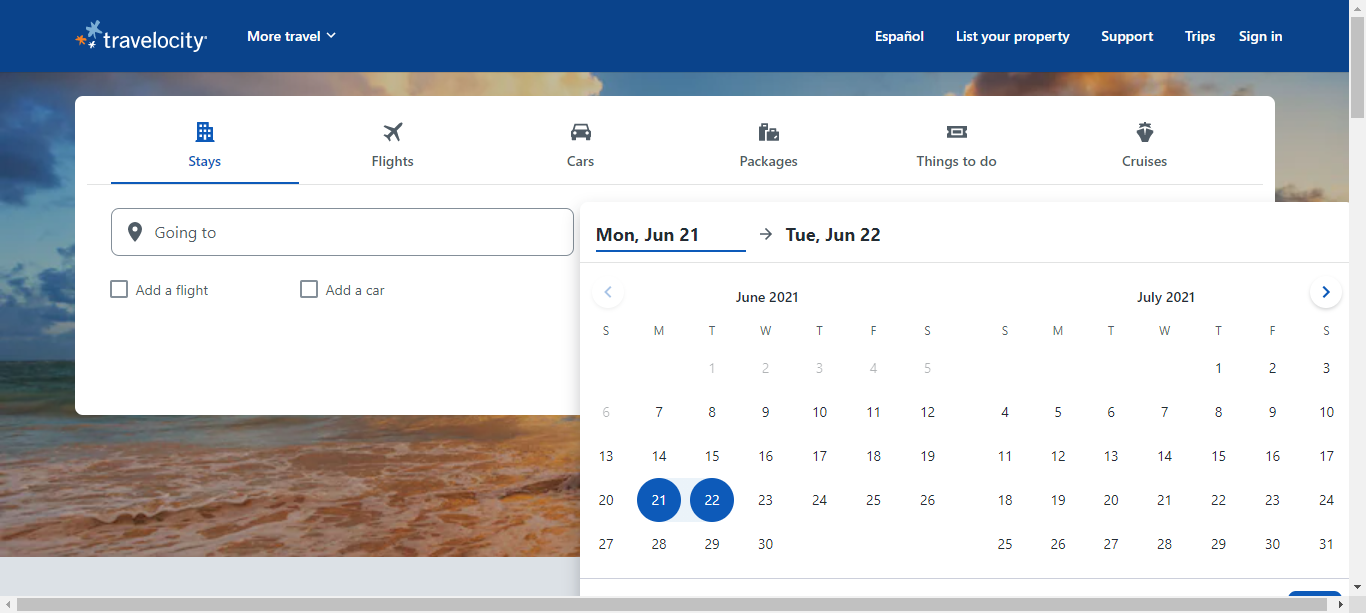 travelocity
More travel
Español
List your property
Support
Trips
Sign in
Stays
Flights
Cars
Packages
Things to do
Cruises
Going to
Add a flight
Add a car
Mon, Jun 21
Tue, Jun 22
June 2021
S M T W T F S
1 2 3 4 5
6 7 8 9 10 11 12
13 14 15 16 17 18 19
20 21 22 23 24 25 26
27 28 29 30
July 2021
S M T W T F S
1 2 3
4 5 6 7 8 9 10
11 12 13 14 15 16 17
18 19 20 21 22 23 24
25 26 27 28 29 30 31